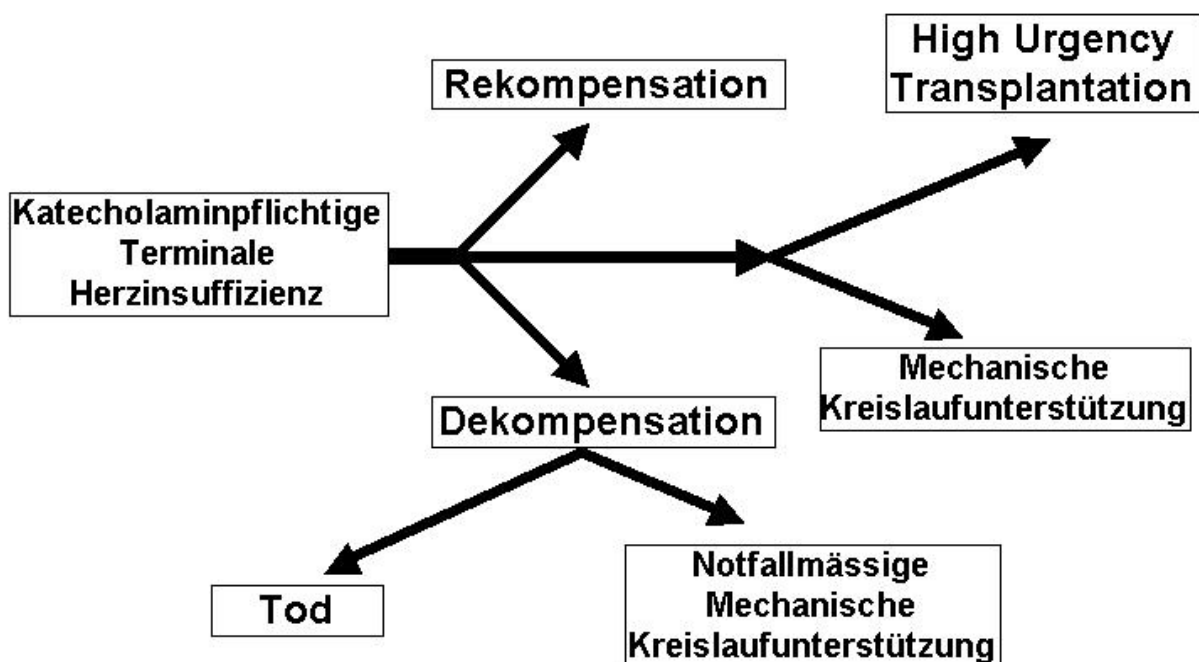 High Urgency
Transplantation
Rekompensation
Katecholaminpflichtige
Terminale
Herzinsuffizienz
Mechanische
Kreislaufunterstützung
Dekompensation
Tod
Notfallmässige
Mechanische
Kreislaufunterstützung